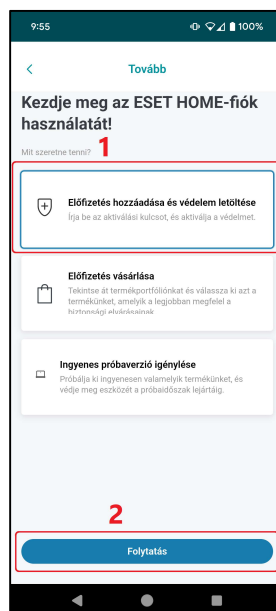 9:55 100%
Tovább
Kezdje meg az ESET HOME-fiók
használatát!
Mit szeretne tenni?
1
Előfizetés hozzáadása és védelem letöltése
Írja be az aktiválási kulcsot, és aktiválja a védelmet.
Előfizetés vásárlása
Tekintse át termékportfóliónkat és válassza ki azt a
termékünket, amelyik a legjobban megfelel a
biztonsági elvárásainak
Ingyenes próbaverzió igénylése
Próbálja ki ingyenesen valamelyik termékünket, és
védje meg eszközét a próbaidőszak lejártáig.
2
Folytatás